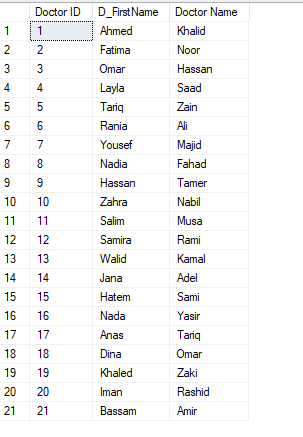 Doctor ID D_FirstName Doctor Name
1 1 Ahmed Khalid
2 2 Fatima Noor
3 3 Omar Hassan
4 4 Layla Saad
5 5 Tariq Zain
6 6 Rania Ali
7 7 Yousef Majid
8 8 Nadia Fahad
9 9 Hassan Tamer
10 10 Zahra Nabil
11 11 Salim Musa
12 12 Samira Rami
13 13 Walid Kamal
14 14 Jana Adel
15 15 Hatem Sami
16 16 Nada Yasir
17 17 Anas Tariq
18 18 Dina Omar
19 19 Khaled Zaki
20 20 Iman Rashid
21 21 Bassam Amir